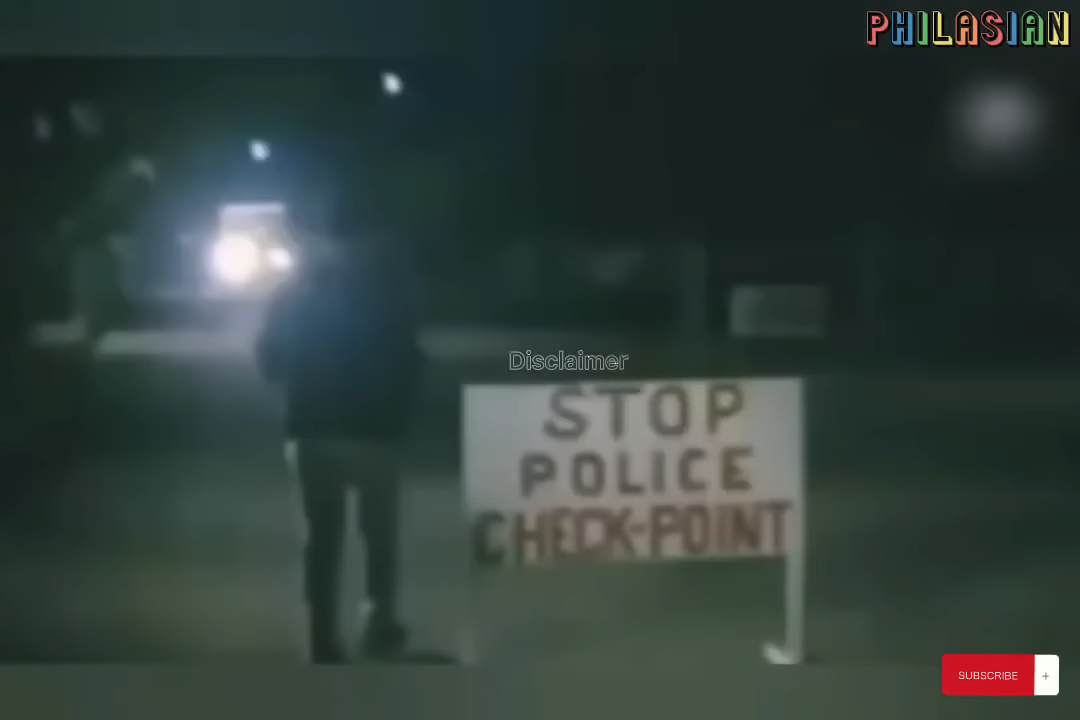 PHILASIAN
Disclaimer
STOP
POLICE
CHECK-POINT
SUBSCRIBE +